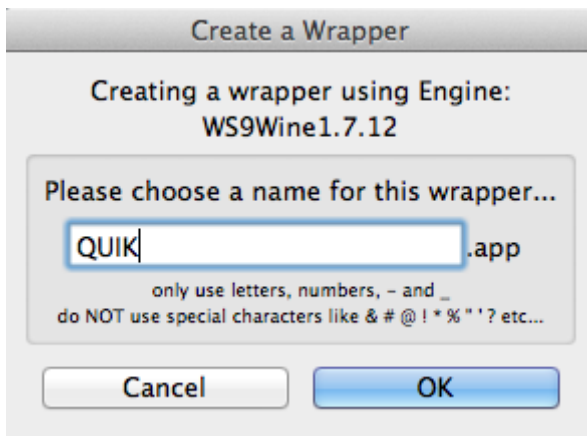 Create a Wrapper
Creating a wrapper using Engine:
WS9Wine1.7.12
Please choose a name for this wrapper...
QUIK .app
only use letters, numbers, - and _
do NOT use special characters like & # @ ! * % " ' ? etc...
Cancel OK